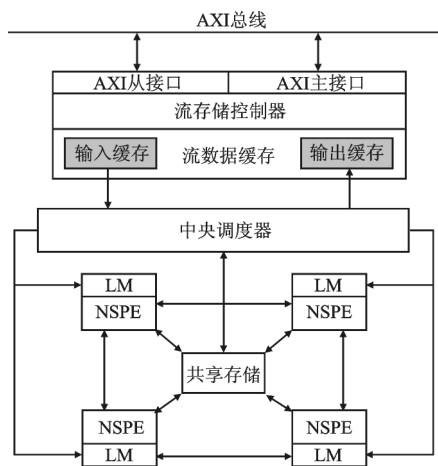 AXI总线
AXI从接口 AXI主接口
流存储控制器
输入缓存 流数据缓存 输出缓存
中央调度器
LM LM
NSPE NSPE
共享存储
NSPE NSPE
LM LM